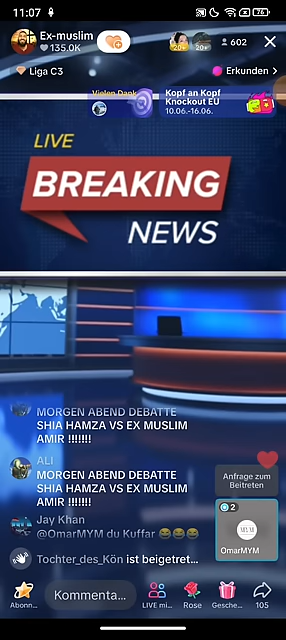 11:07
76
Ex-muslim
135.0K
20+
20+
602
Liga C3
Erkunden
Vielen Dank
Kopf an Kopf
Knockout EU
10.06.-16.06.
LIVE
BREAKING
NEWS
MORGEN ABEND DEBATTE
SHIA HAMZA VS EX MUSLIM
AMIR !!!!!!!
ALI
MORGEN ABEND DEBATTE
SHIA HAMZA VS EX MUSLIM
AMIR !!!!!!!
Jay Khan
@OmarMYM du Kuffar 😂😂😂
Tochter_des_Kön ist beigetret...
Anfrage zum
Beitreten
2
OmarMYM
Kommenta...
Abonn...
LIVE mi...
Rose
Gesche...
105